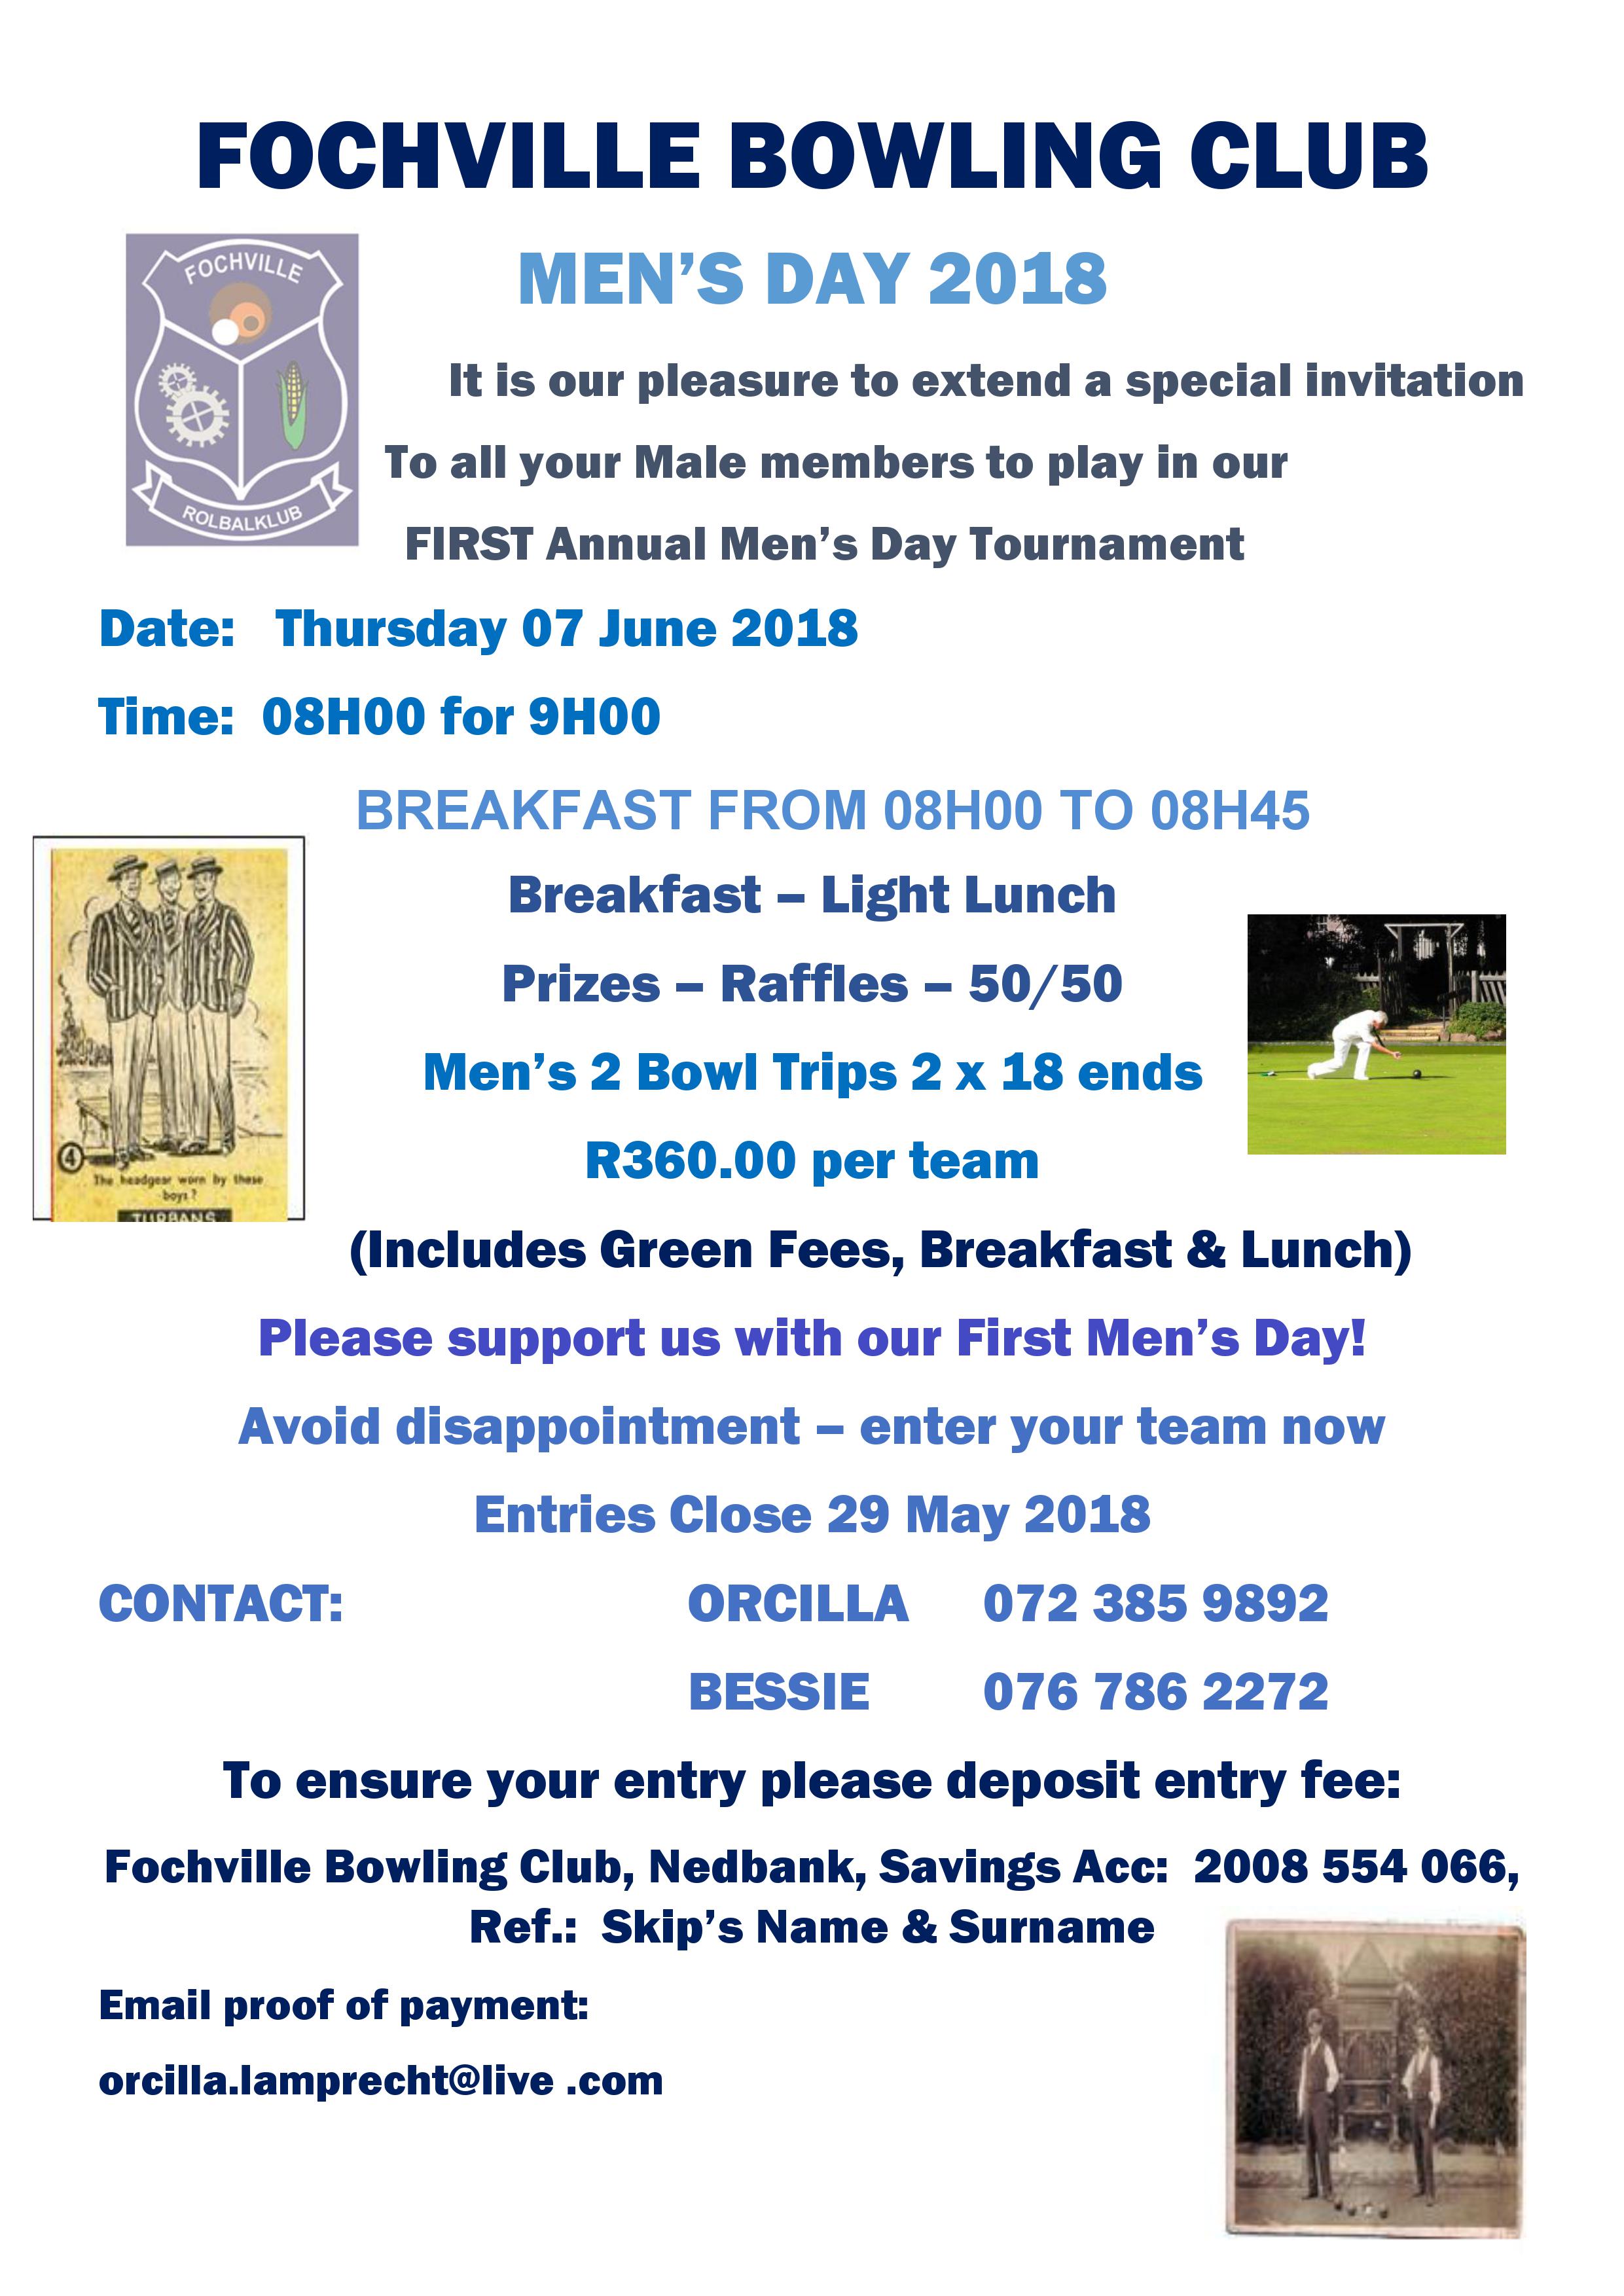 FOCHVILLE BOWLING CLUB
FOCHVILLE
ROLBALKLUB
MEN’S DAY 2018
It is our pleasure to extend a special invitation
To all your Male members to play in our
FIRST Annual Men’s Day Tournament
Date: Thursday 07 June 2018
Time: 08H00 for 9H00
BREAKFAST FROM 08H00 TO 08H45
Breakfast – Light Lunch
Prizes – Raffles – 50/50
Men’s 2 Bowl Trips 2 x 18 ends
R360.00 per team
4
The headgear worn by these
boys?
TURBANS
(Includes Green Fees, Breakfast & Lunch)
Please support us with our First Men’s Day!
Avoid disappointment – enter your team now
Entries Close 29 May 2018
CONTACT: ORCILLA 072 385 9892
BESSIE 076 786 2272
To ensure your entry please deposit entry fee:
Fochville Bowling Club, Nedbank, Savings Acc: 2008 554 066,
Ref.: Skip’s Name & Surname
Email proof of payment:
orcilla.lamprecht@live .com